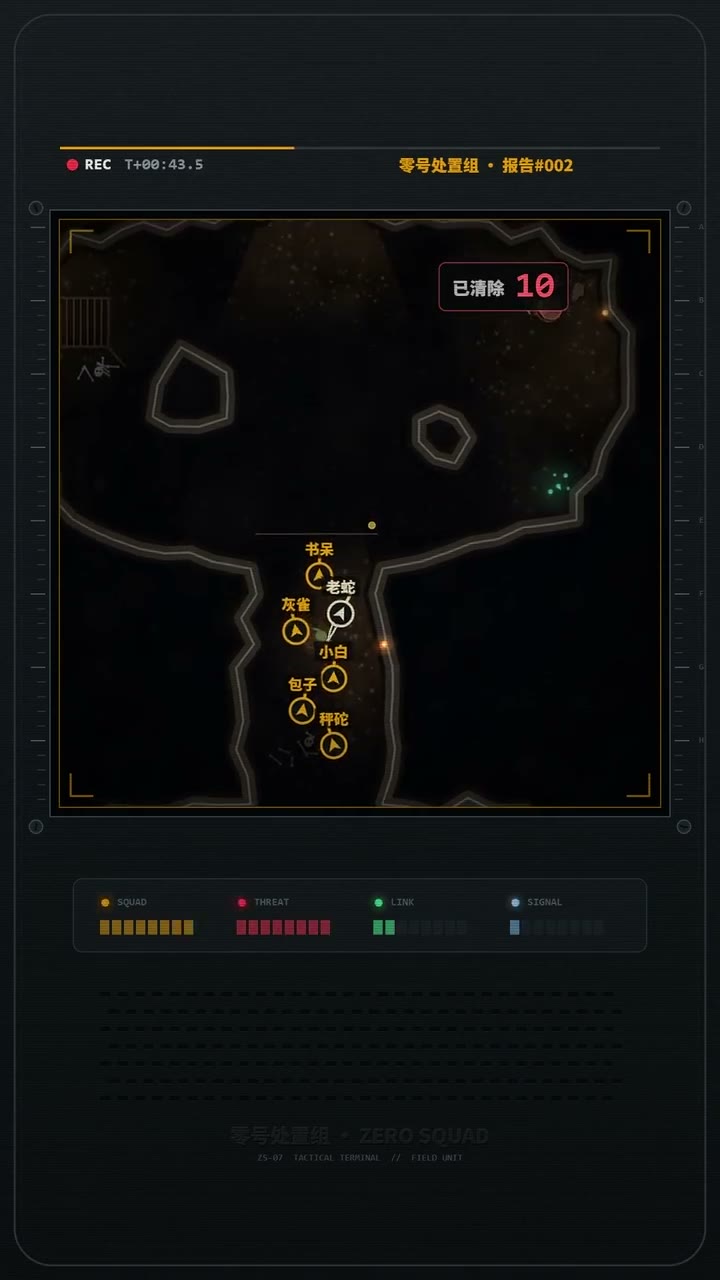 REC T+00:43.5
零号处置组 · 报告#002
已清除 10
书呆
老蛇
灰雀
小白
包子
秤砣
SQUAD
THREAT
LINK
SIGNAL
零号处置组 · ZERO SQUAD
ZS-07 TACTICAL TERMINAL // FIELD UNIT
A
B
C
D
E
F
G
H